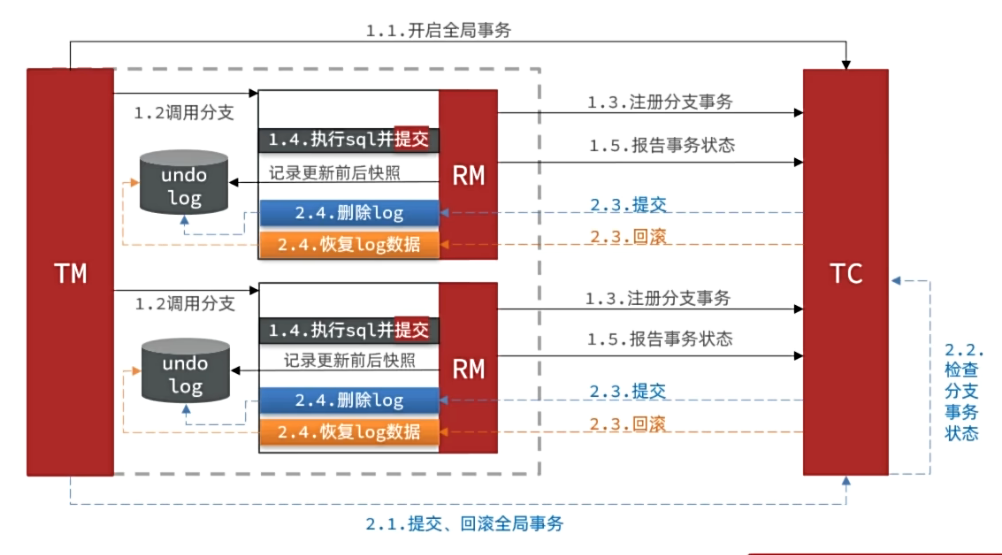 1.1.开启全局事务
1.2调用分支
1.3.注册分支事务
1.4.执行sql并提交
1.5.报告事务状态
undo
log
记录更新前后快照
RM
2.4.删除log
2.3.提交
2.4.恢复log数据
2.3.回滚
TM
TC
1.2调用分支
1.3.注册分支事务
1.4.执行sql并提交
1.5.报告事务状态
undo
log
记录更新前后快照
RM
2.4.删除log
2.3.提交
2.4.恢复log数据
2.3.回滚
2.2.
检查
分支
事务
状态
2.1.提交、回滚全局事务